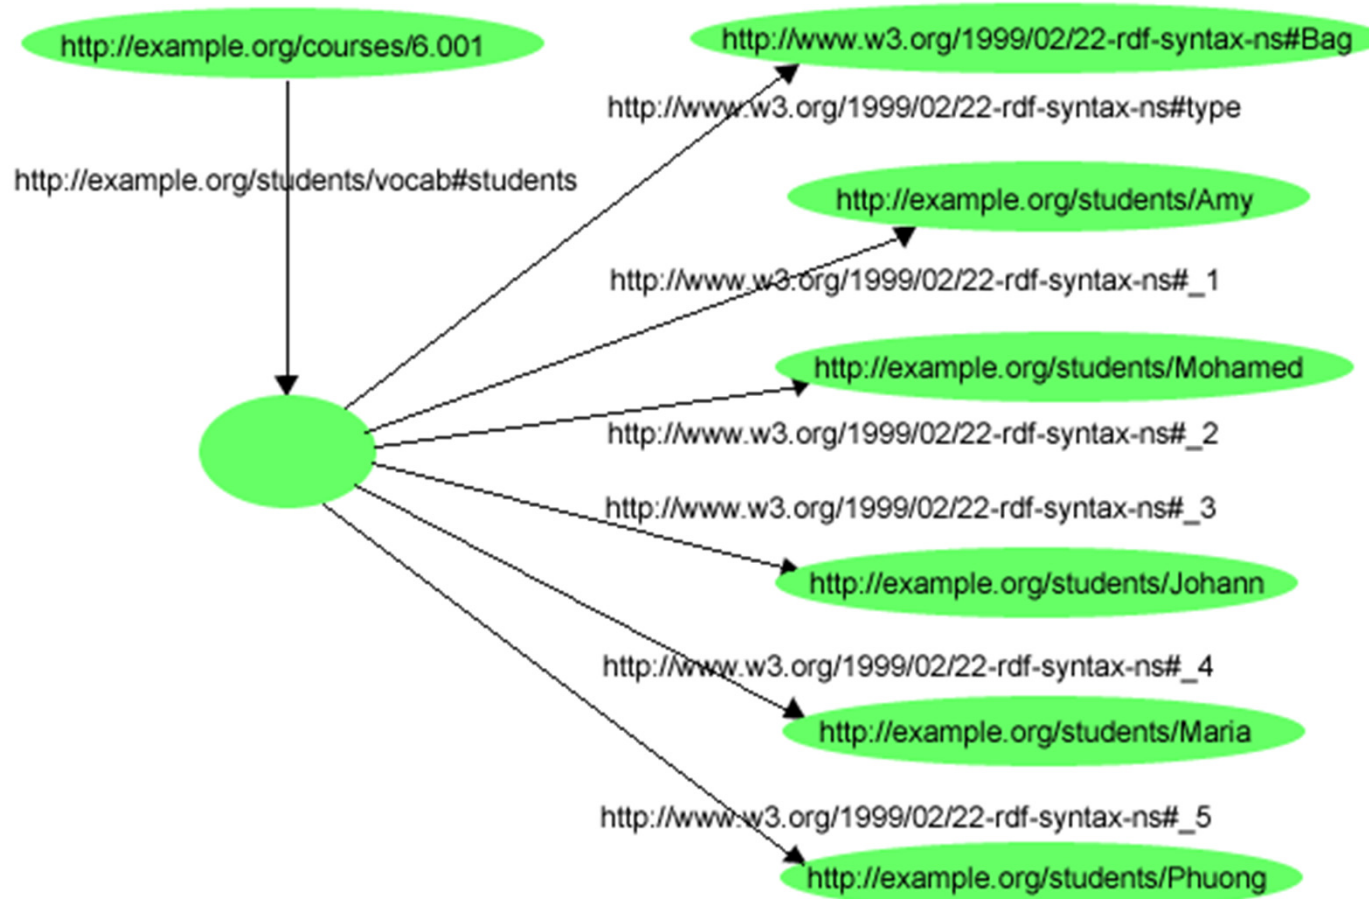 http://example.org/courses/6.001
http://www.w3.org/1999/02/22-rdf-syntax-ns#Bag
http://www.w3.org/1999/02/22-rdf-syntax-ns#type
http://example.org/students/vocab#students
http://example.org/students/Amy
http://www.w3.org/1999/02/22-rdf-syntax-ns#_1
http://example.org/students/Mohamed
http://www.w3.org/1999/02/22-rdf-syntax-ns#_2
http://www.w3.org/1999/02/22-rdf-syntax-ns#_3
http://example.org/students/Johann
http://www.w3.org/1999/02/22-rdf-syntax-ns#_4
http://example.org/students/Maria
http://www.w3.org/1999/02/22-rdf-syntax-ns#_5
http://example.org/students/Phuong